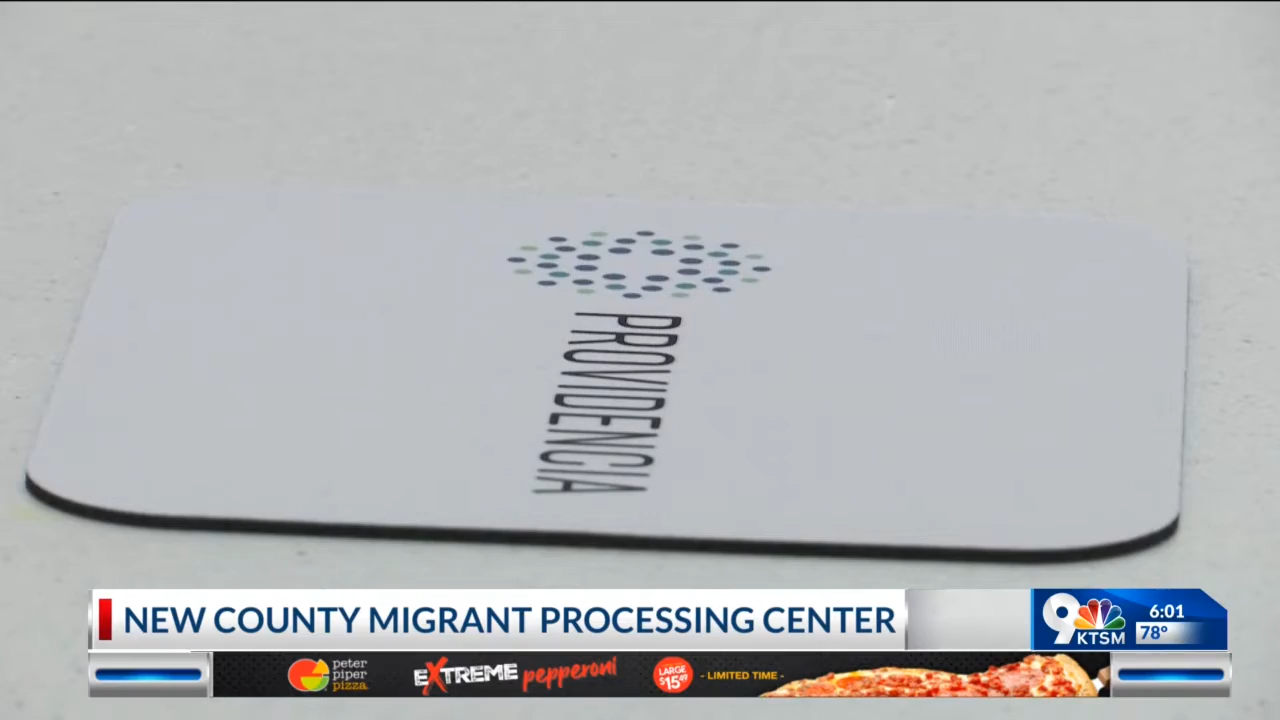 PROVIDENCIA
NEW COUNTY MIGRANT PROCESSING CENTER
9
KTSM
6:01
78°
peter
piper
pizza
EXTREME pepperoni
LARGE
$15.49
- LIMITED TIME -